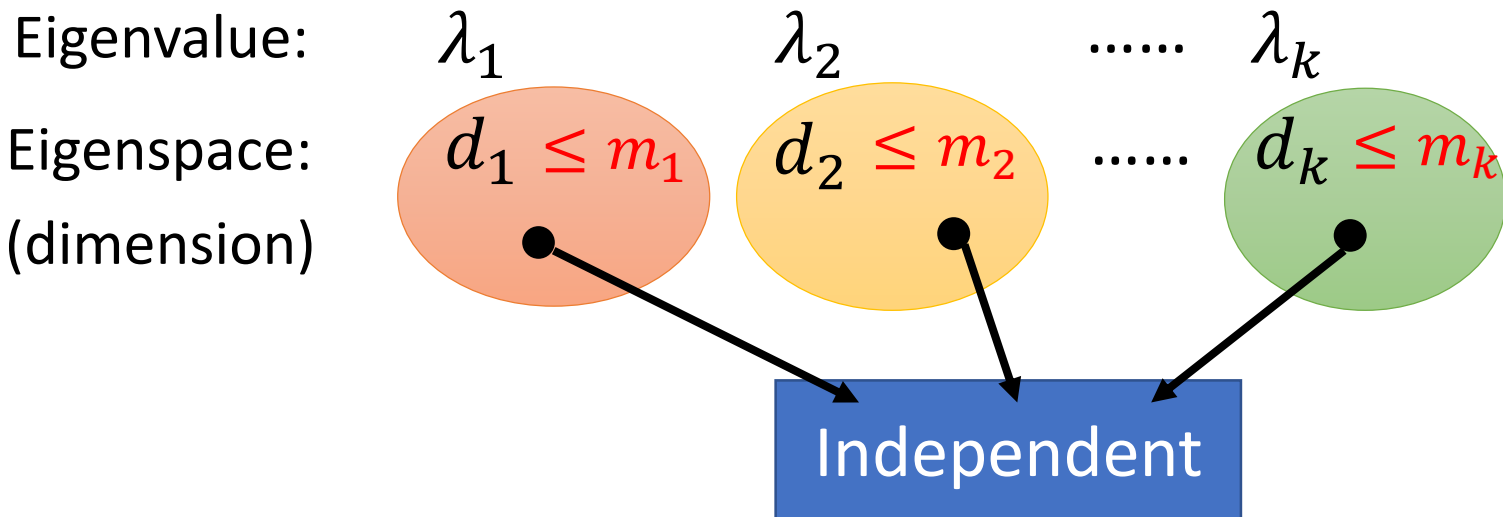 Eigenvalue: λ₁ λ₂ …… λₖ
Eigenspace: d₁ ≤ m₁ d₂ ≤ m₂ …… dₖ ≤ mₖ
(dimension)
Independent